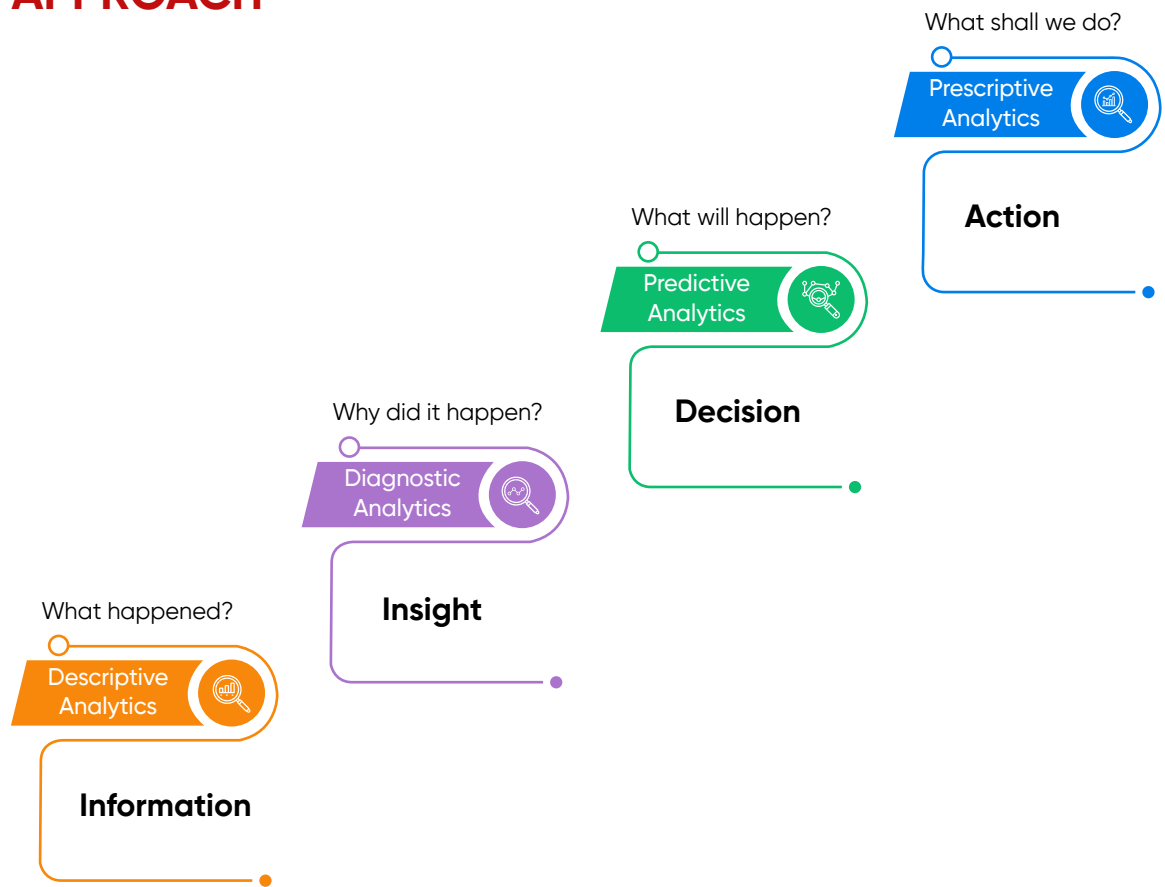 APPROACH
What shall we do?
Prescriptive
Analytics
Action
What will happen?
Predictive
Analytics
Decision
Why did it happen?
Diagnostic
Analytics
Insight
What happened?
Descriptive
Analytics
Information